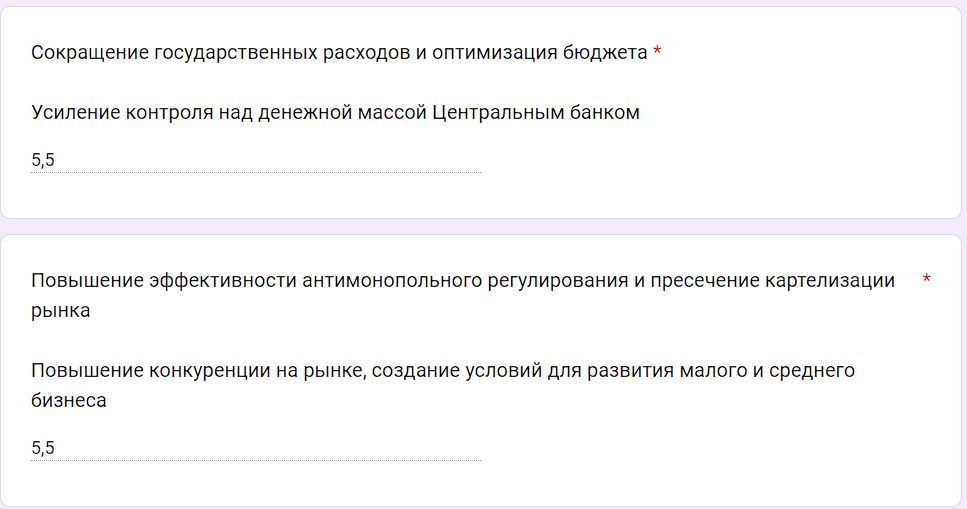 Сокращение государственных расходов и оптимизация бюджета *
Усиление контроля над денежной массой Центральным банком
5,5
Повышение эффективности антимонопольного регулирования и пресечение картелизации *
рынка
Повышение конкуренции на рынке, создание условий для развития малого и среднего
бизнеса
5,5